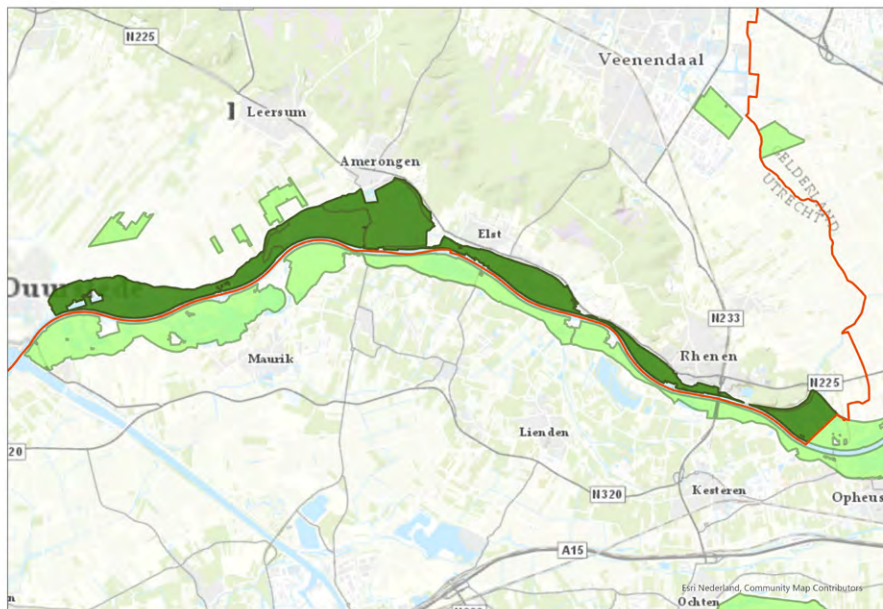 N225
Veenendaal
Leersum
Amerongen
GELDERLAND
UTRECHT
Elst
Duurstede
N233
Maurik
Rhenen
N225
Lienden
20
N320
Kesteren
Opheus
A15
Esri Nederland, Community Map Contributors
Ochten